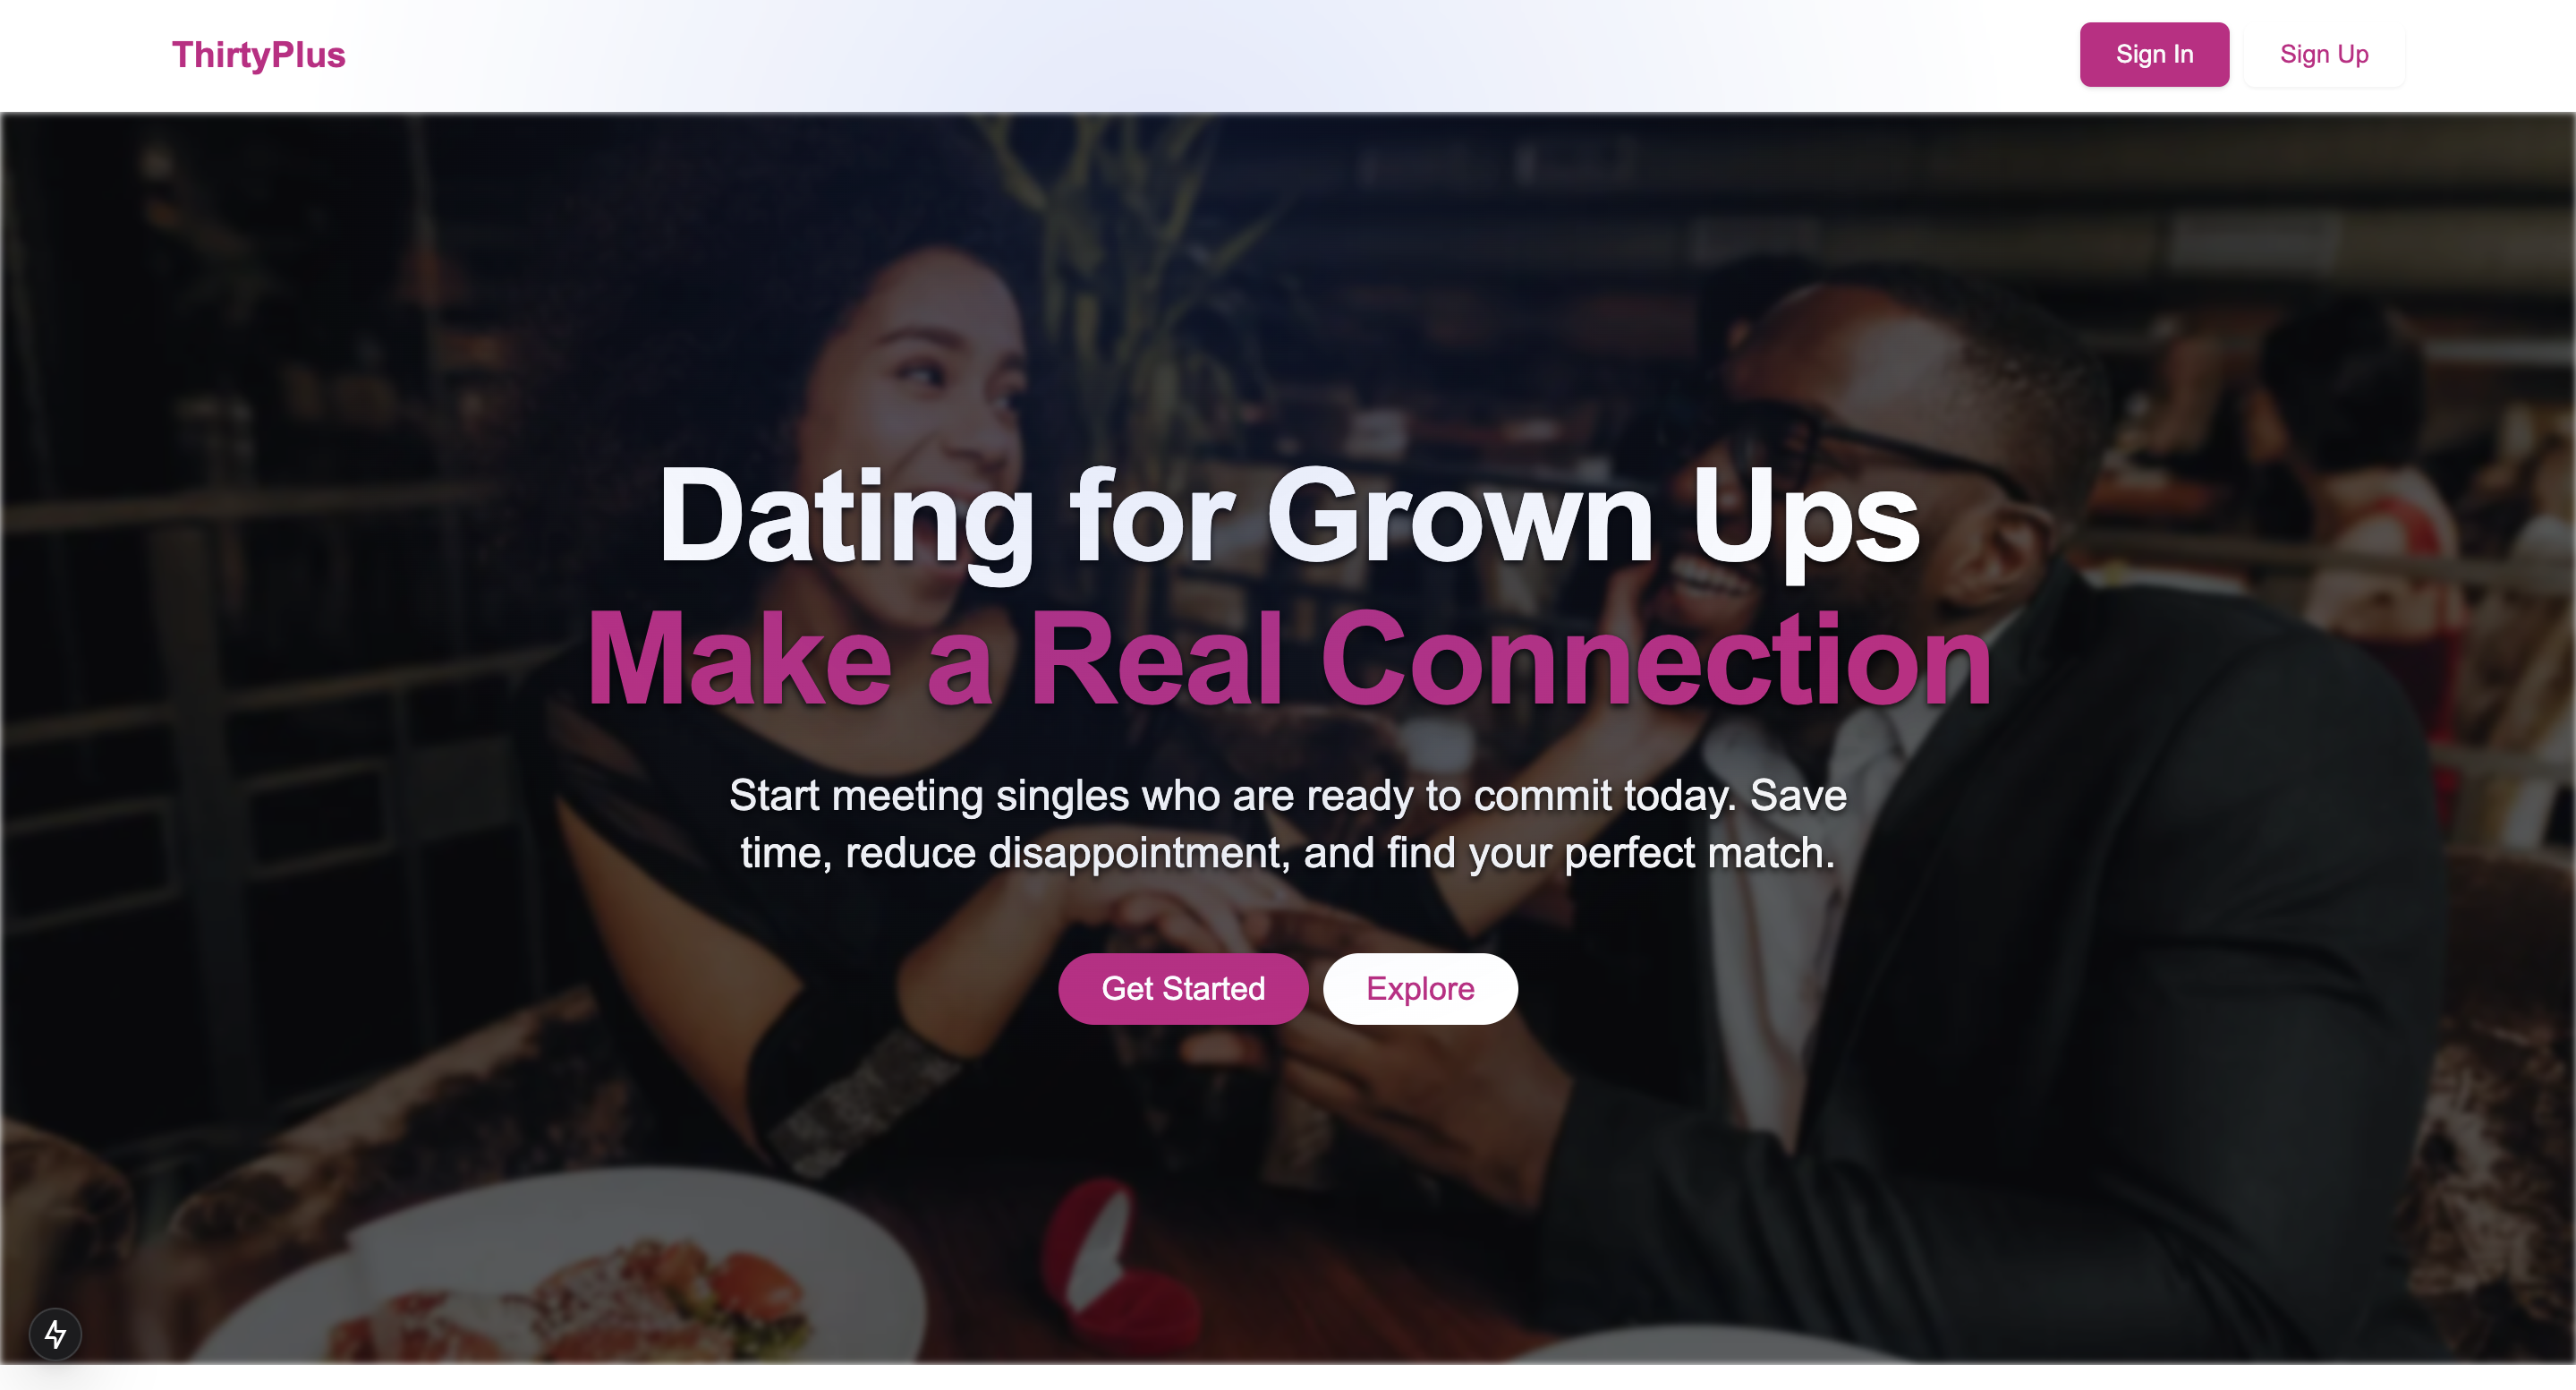 ThirtyPlus
Sign In
Sign Up
Dating for Grown Ups
Make a Real Connection
Start meeting singles who are ready to commit today. Save
time, reduce disappointment, and find your perfect match.
Get Started
Explore